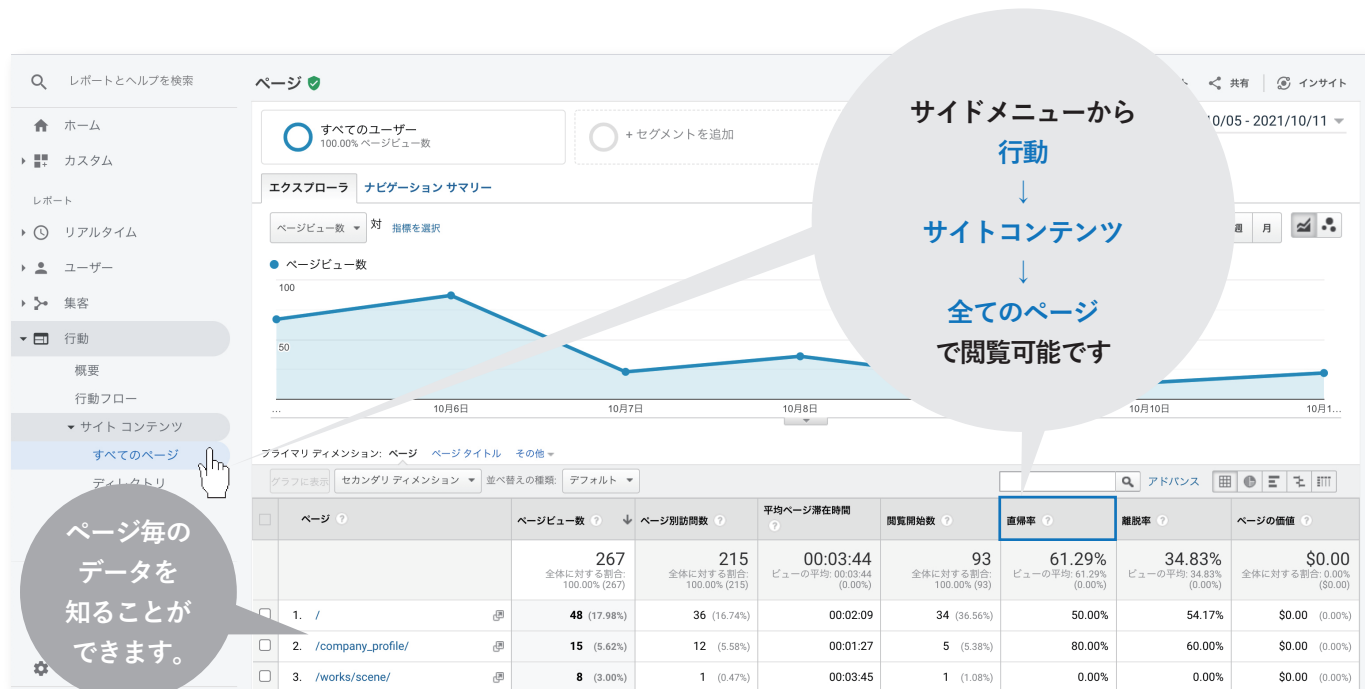 レポートとヘルプを検索
ホーム
カスタム
レポート
リアルタイム
ユーザー
集客
行動
概要
行動フロー
サイト コンテンツ
すべてのページ
ディレクトリ
ページ毎の
データを
知ることが
できます。
ページ
共有
インサイト
すべてのユーザー
100.00% ページビュー数
+ セグメントを追加
0/05 - 2021/10/11
サイドメニューから
行動
↓
サイトコンテンツ
↓
全てのページ
で閲覧可能です
エクスプローラ ナビゲーション サマリー
ページビュー数 対 指標を選択
週 月
ページビュー数
100
50
... 10月6日 10月7日 10月8日 10月10日 10月1...
プライマリ ディメンション: ページ ページ タイトル その他
グラフに表示 セカンダリ ディメンション 並べ替えの種類: デフォルト アドバンス
ページ ? ページビュー数 ? ↓ ページ別訪問数 ? 平均ページ滞在時間 ? 閲覧開始数 ? 直帰率 ? 離脱率 ? ページの価値 ?
267 215 00:03:44 93 61.29% 34.83% $0.00
全体に対する割合: 全体に対する割合: ビューの平均: 00:03:44 全体に対する割合: ビューの平均: 61.29% ビューの平均: 34.83% 全体に対する割合: 0.00%
100.00% (267) 100.00% (215) (0.00%) 100.00% (93) (0.00%) (0.00%) ($0.00)
1. / 48 (17.98%) 36 (16.74%) 00:02:09 34 (36.56%) 50.00% 54.17% $0.00 (0.00%)
2. /company_profile/ 15 (5.62%) 12 (5.58%) 00:01:27 5 (5.38%) 80.00% 60.00% $0.00 (0.00%)
3. /works/scene/ 8 (3.00%) 1 (0.47%) 00:03:45 1 (1.08%) 0.00% 0.00% $0.00 (0.00%)